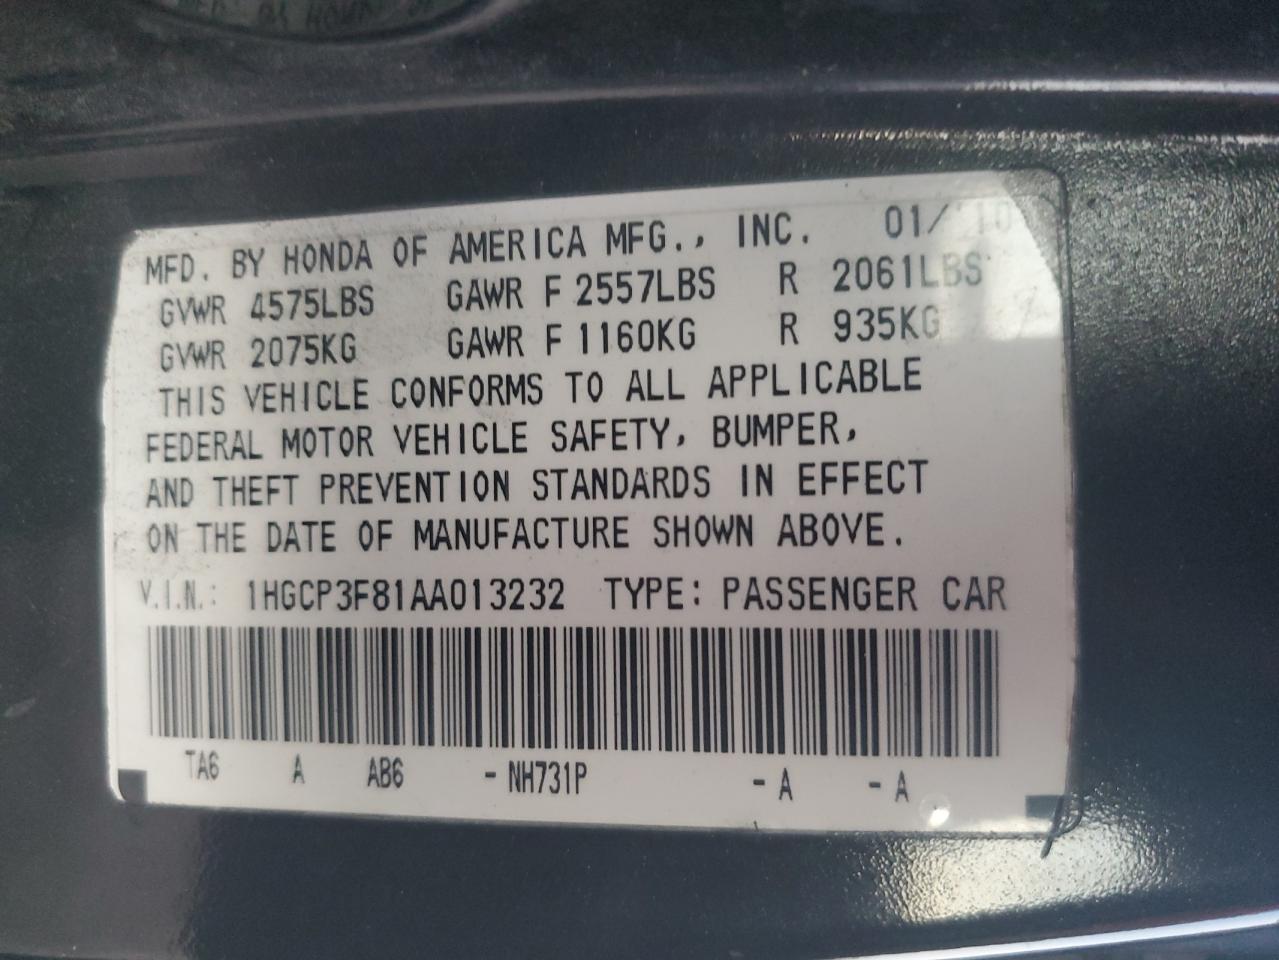 MFD. BY HONDA OF AMERICA MFG., INC. 01/10
GVWR 4575LBS GAWR F 2557LBS R 2061LBS
GVWR 2075KG GAWR F 1160KG R 935KG
THIS VEHICLE CONFORMS TO ALL APPLICABLE
FEDERAL MOTOR VEHICLE SAFETY, BUMPER,
AND THEFT PREVENTION STANDARDS IN EFFECT
ON THE DATE OF MANUFACTURE SHOWN ABOVE.
V.I.N.: 1HGCP3F81AA013232 TYPE: PASSENGER CAR
TA6 A AB6 -NH731P -A -A